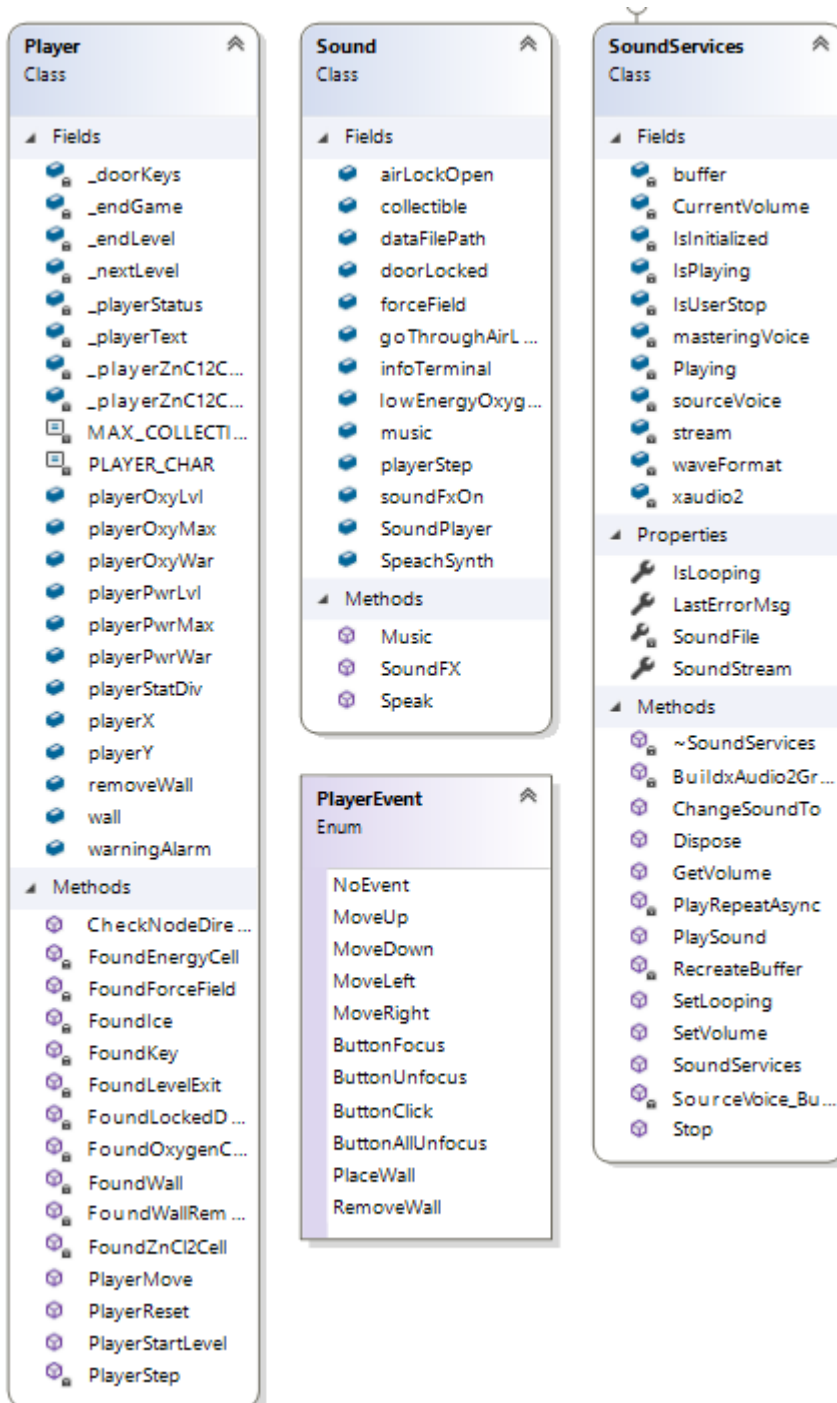 Player
Class
Fields
_doorKeys
_endGame
_endLevel
_nextLevel
_playerStatus
_playerText
_playerZnC12C...
_playerZnC12C...
MAX_COLLECTI...
PLAYER_CHAR
playerOxyLvl
playerOxyMax
playerOxyWar
playerPwrLvl
playerPwrMax
playerPwrWar
playerStatDiv
playerX
playerY
removeWall
wall
warningAlarm
Methods
CheckNodeDire...
FoundEnergyCell
FoundForceField
FoundIce
FoundKey
FoundLevelExit
FoundLockedD...
FoundOxygenC...
FoundWall
FoundWallRem...
FoundZnCl2Cell
PlayerMove
PlayerReset
PlayerStartLevel
PlayerStep
Sound
Class
Fields
airLockOpen
collectible
dataFilePath
doorLocked
forceField
goThroughAirL...
infoTerminal
lowEnergyOxyg...
music
playerStep
soundFxOn
SoundPlayer
SpeachSynth
Methods
Music
SoundFX
Speak
PlayerEvent
Enum
NoEvent
MoveUp
MoveDown
MoveLeft
MoveRight
ButtonFocus
ButtonUnfocus
ButtonClick
ButtonAllUnfocus
PlaceWall
RemoveWall
SoundServices
Class
Fields
buffer
CurrentVolume
IsInitialized
IsPlaying
IsUserStop
masteringVoice
Playing
sourceVoice
stream
waveFormat
xaudio2
Properties
IsLooping
LastErrorMsg
SoundFile
SoundStream
Methods
~SoundServices
BuildxAudio2Gr...
ChangeSoundTo
Dispose
GetVolume
PlayRepeatAsync
PlaySound
RecreateBuffer
SetLooping
SetVolume
SoundServices
SourceVoice_Bu...
Stop